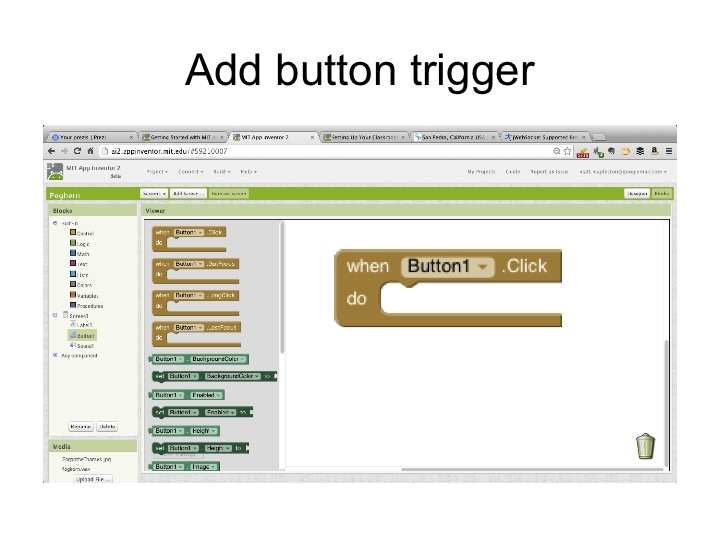 Add button trigger
Your prezis | Prezi
Getting Started with MIT A
MIT App Inventor 2
Setting Up Your Classroom
San Pedro, California USA
jWebSocket Supported Bro
ai2.appinventor.mit.edu/#59210007
MIT App Inventor 2
Beta
Project Connect Build Help
My Projects Guide Report an Issue
Foghorn
Screen1 Add Screen ... Remove Screen
Designer Blocks
Blocks
Built-in
Control
Logic
Math
Text
Lists
Colors
Variables
Procedures
Screen1
Label1
Button1
Sound1
Any component
Rename Delete
Media
FogontheThames.jpg
foghorn.wav
Upload File ...
Viewer
when Button1 .Click
do
when Button1 .GotFocus
do
when Button1 .LongClick
do
when Button1 .LostFocus
do
Button1 . BackgroundColor
set Button1 . BackgroundColor to
Button1 . Enabled
set Button1 . Enabled to
Button1 . Height
set Button1 . Height to
Button1 . Image
when Button1 .Click
do